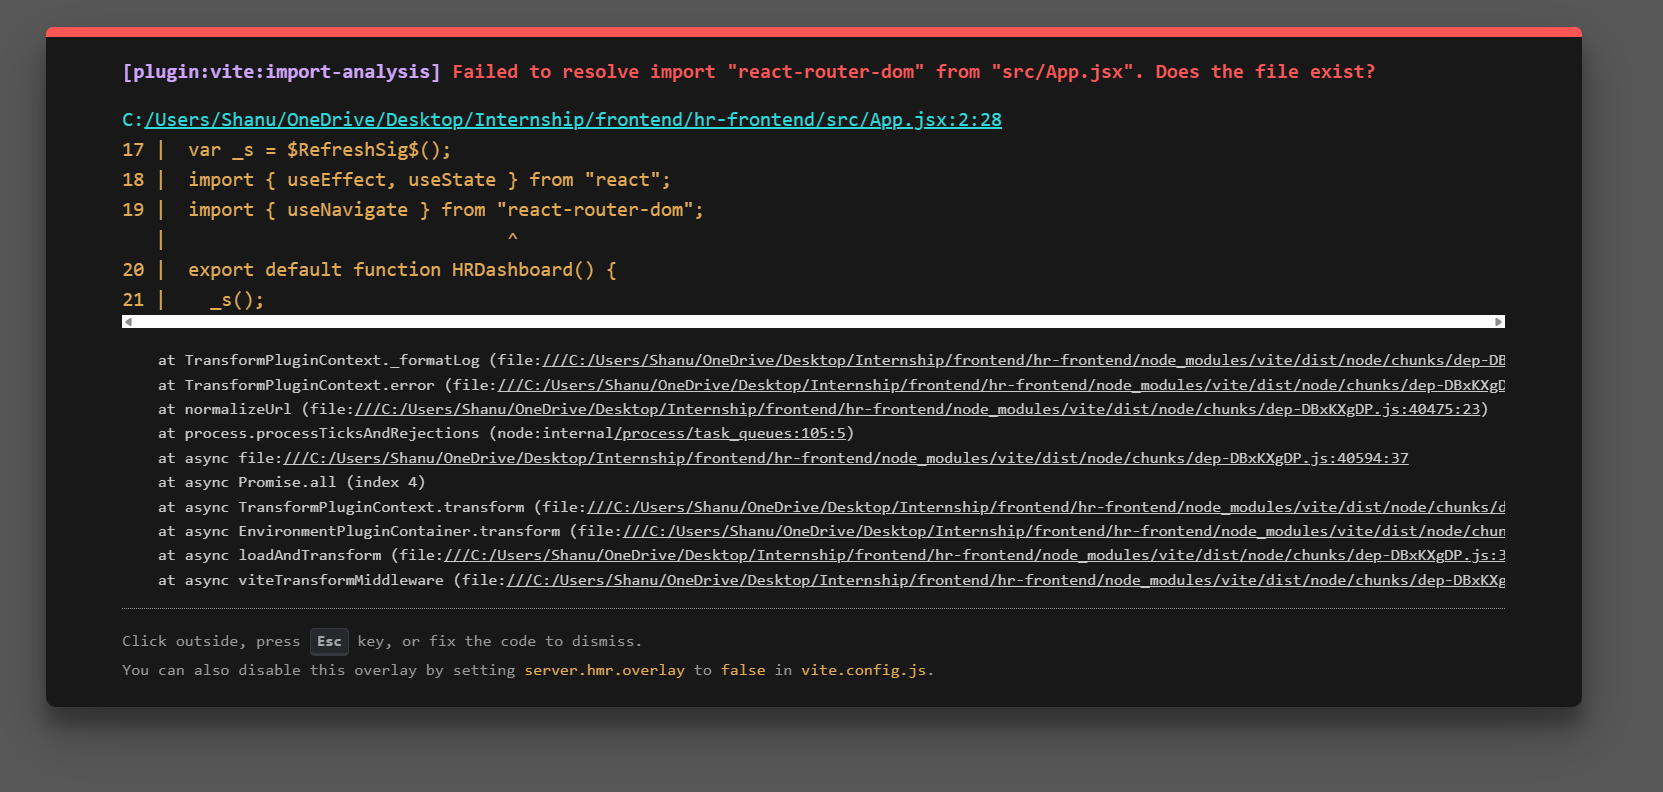 [plugin:vite:import-analysis] Failed to resolve import "react-router-dom" from "src/App.jsx". Does the file exist?
C:/Users/Shanu/OneDrive/Desktop/Internship/frontend/hr-frontend/src/App.jsx:2:28
17 |  var _s = $RefreshSig$();
18 |  import { useEffect, useState } from "react";
19 |  import { useNavigate } from "react-router-dom";
   |                               ^
20 |  export default function HRDashboard() {
21 |    _s();
at TransformPluginContext._formatLog (file:///C:/Users/Shanu/OneDrive/Desktop/Internship/frontend/hr-frontend/node_modules/vite/dist/node/chunks/dep-DB
at TransformPluginContext.error (file:///C:/Users/Shanu/OneDrive/Desktop/Internship/frontend/hr-frontend/node_modules/vite/dist/node/chunks/dep-DBxKXgD
at normalizeUrl (file:///C:/Users/Shanu/OneDrive/Desktop/Internship/frontend/hr-frontend/node_modules/vite/dist/node/chunks/dep-DBxKXgDP.js:40475:23)
at process.processTicksAndRejections (node:internal/process/task_queues:105:5)
at async file:///C:/Users/Shanu/OneDrive/Desktop/Internship/frontend/hr-frontend/node_modules/vite/dist/node/chunks/dep-DBxKXgDP.js:40594:37
at async Promise.all (index 4)
at async TransformPluginContext.transform (file:///C:/Users/Shanu/OneDrive/Desktop/Internship/frontend/hr-frontend/node_modules/vite/dist/node/chunks/d
at async EnvironmentPluginContainer.transform (file:///C:/Users/Shanu/OneDrive/Desktop/Internship/frontend/hr-frontend/node_modules/vite/dist/node/chun
at async loadAndTransform (file:///C:/Users/Shanu/OneDrive/Desktop/Internship/frontend/hr-frontend/node_modules/vite/dist/node/chunks/dep-DBxKXgDP.js:3
at async viteTransformMiddleware (file:///C:/Users/Shanu/OneDrive/Desktop/Internship/frontend/hr-frontend/node_modules/vite/dist/node/chunks/dep-DBxKXg
Click outside, press Esc key, or fix the code to dismiss.
You can also disable this overlay by setting server.hmr.overlay to false in vite.config.js.